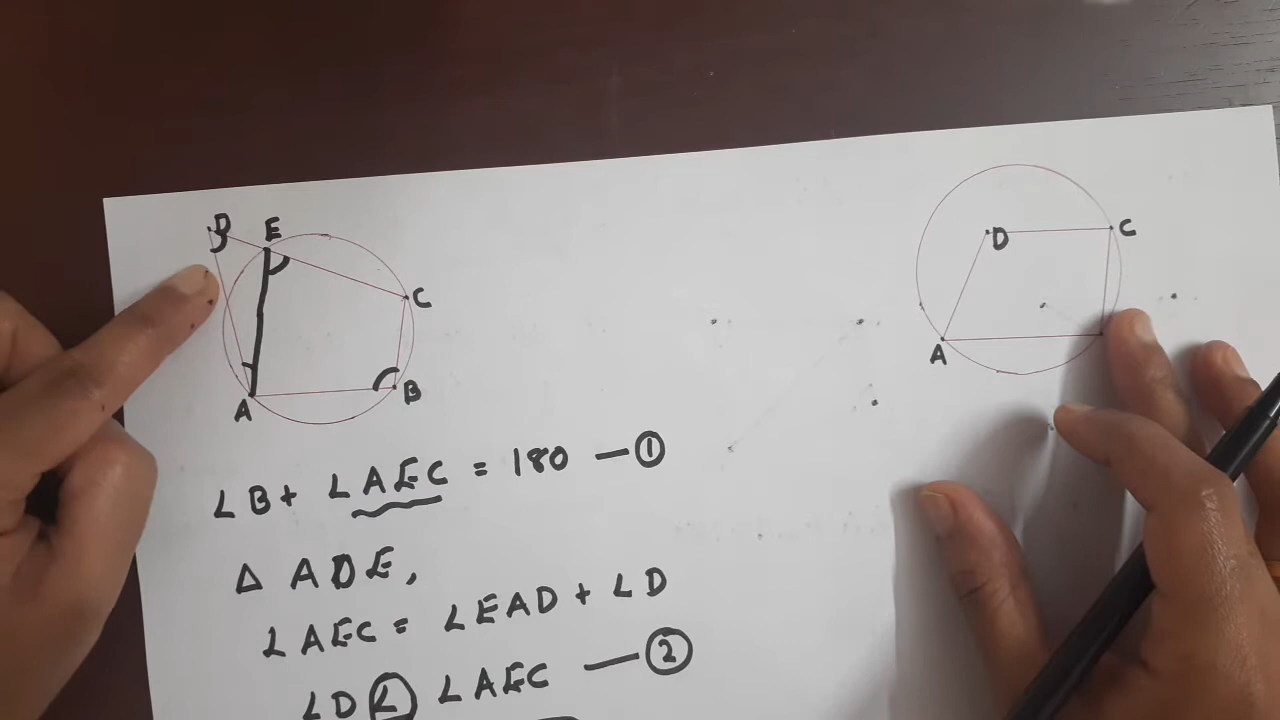 D E
C
A B
D C
A
∠B + ∠AEC = 180 — ①
Δ ADE,
∠AEC = ∠EAD + ∠D
∠D < ∠AEC — ②